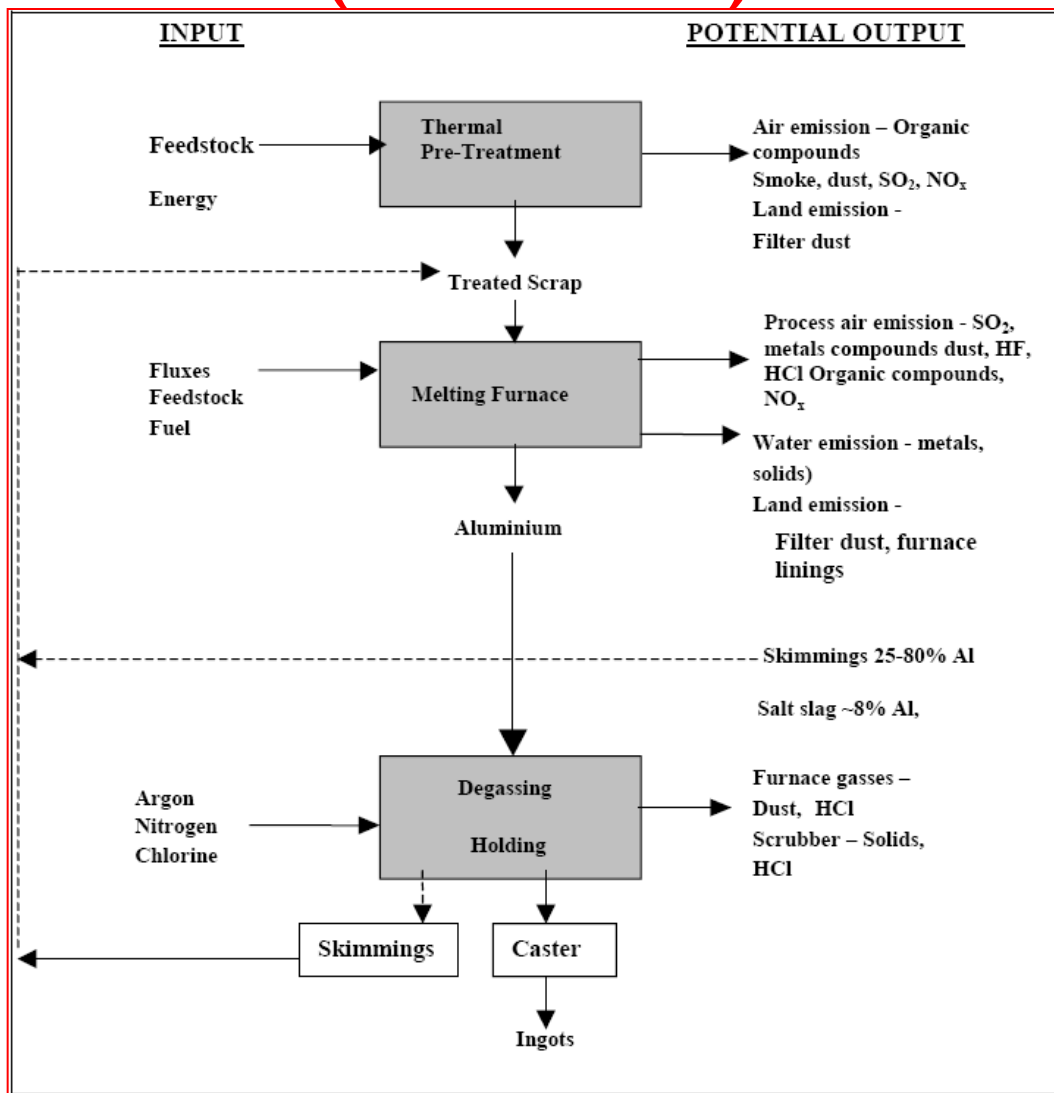 INPUT
POTENTIAL OUTPUT
Thermal
Pre-Treatment
Feedstock
Energy
Air emission – Organic
compounds
Smoke, dust, SO₂, NOₓ
Land emission -
Filter dust
Treated Scrap
Fluxes
Feedstock
Fuel
Melting Furnace
Process air emission - SO₂,
metals compounds dust, HF,
HCl Organic compounds,
NOₓ
Water emission - metals,
solids)
Land emission -
Filter dust, furnace
linings
Aluminium
Skimmings 25-80% Al
Salt slag ~8% Al,
Argon
Nitrogen
Chlorine
Degassing
Holding
Furnace gasses –
Dust, HCl
Scrubber – Solids,
HCl
Skimmings
Caster
Ingots